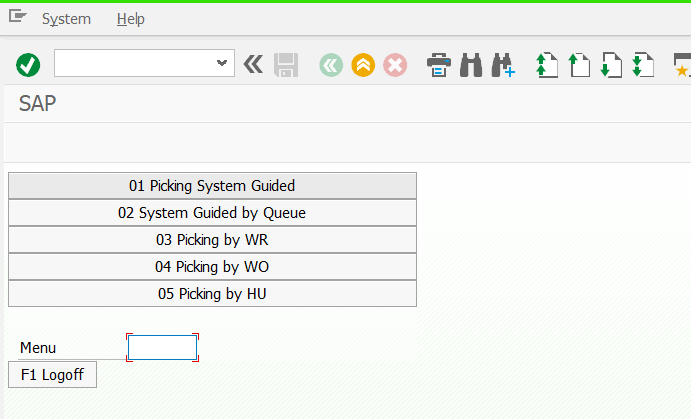 System Help
SAP
01 Picking System Guided
02 System Guided by Queue
03 Picking by WR
04 Picking by WO
05 Picking by HU
Menu
F1 Logoff